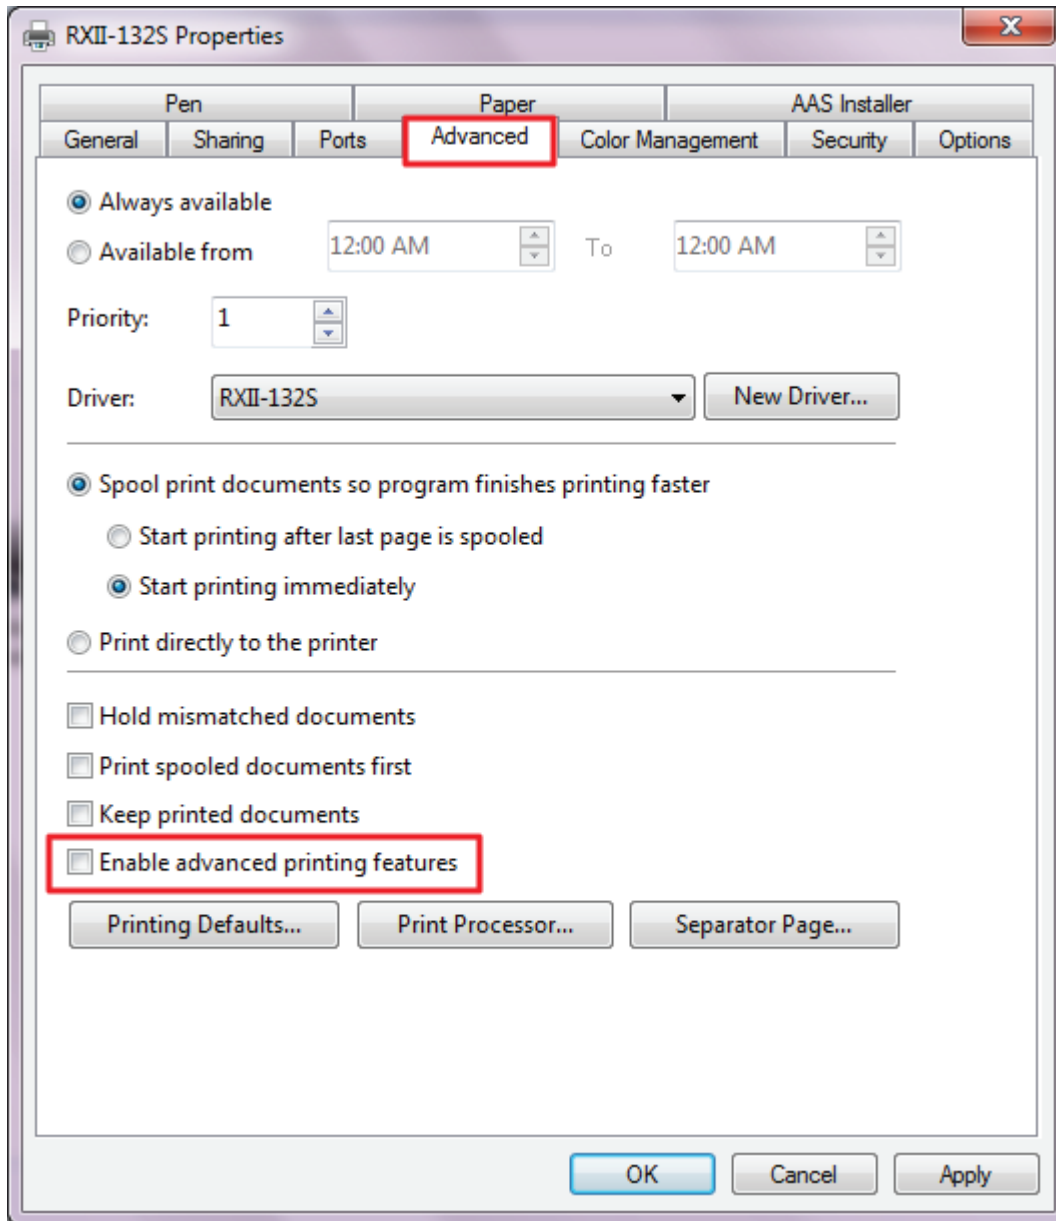 RXII-132S Properties
Pen Paper AAS Installer
General Sharing Ports Advanced Color Management Security Options
Always available
Available from 12:00 AM To 12:00 AM
Priority: 1
Driver: RXII-132S New Driver...
Spool print documents so program finishes printing faster
Start printing after last page is spooled
Start printing immediately
Print directly to the printer
Hold mismatched documents
Print spooled documents first
Keep printed documents
Enable advanced printing features
Printing Defaults... Print Processor... Separator Page...
OK Cancel Apply